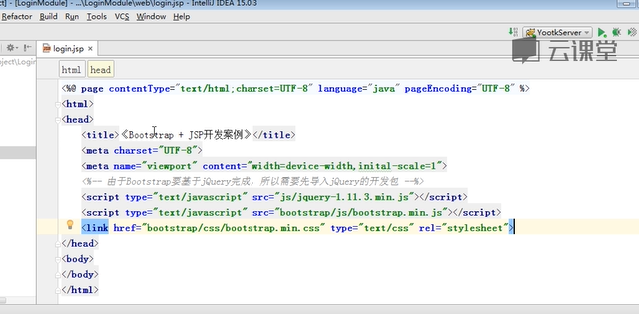 [LoginModule] - ...\LoginModule\web\login.jsp] - IntelliJ IDEA 15.03
Refactor Build Run Tools VCS Window Help
YootkServer
云课堂
login.jsp
html head
<%@ page contentType="text/html;charset=UTF-8" language="java" pageEncoding="UTF-8" %>
<html>
<head>
<title>《Bootstrap + JSP开发案例》</title>
<meta charset="UTF-8">
<meta name="viewport" content="width=device-width,inital-scale=1">
<%-- 由于Bootstrap要基于jQuery完成，所以需要先导入jQuery的开发包 --%>
<script type="text/javascript" src="js/jquery-1.11.3.min.js"></script>
<script type="text/javascript" src="bootstrap/js/bootstrap.min.js"></script>
<link href="bootstrap/css/bootstrap.min.css" type="text/css" rel="stylesheet">
</head>
<body>
</body>
</html>